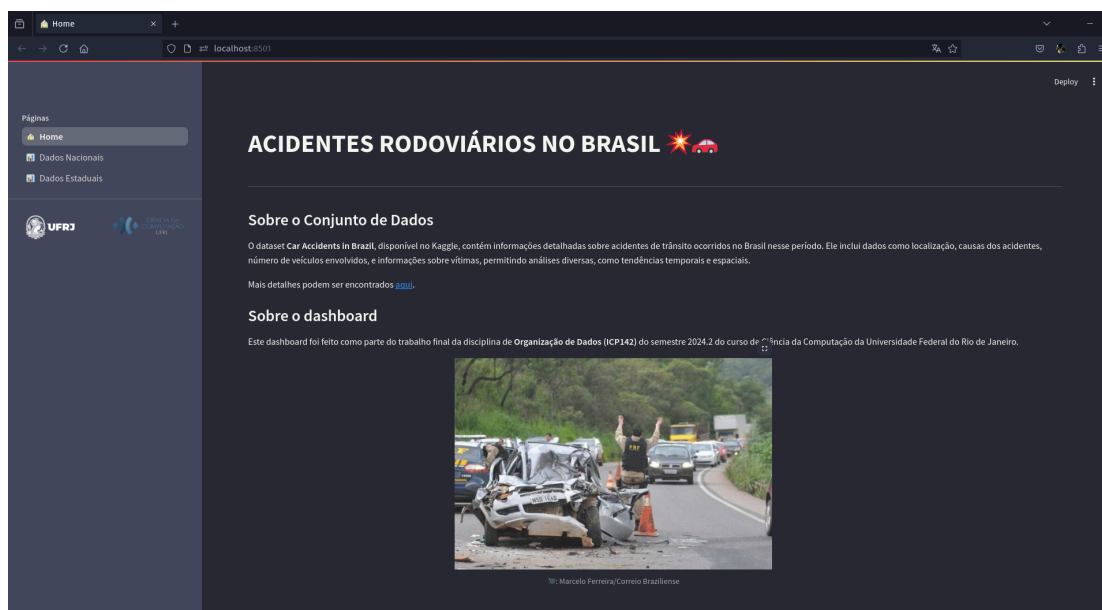 Home
localhost:8501
Deploy
Páginas
Home
Dados Nacionais
Dados Estaduais
UFRJ
CIÊNCIA DA
COMPUTAÇÃO
UFRJ
ACIDENTES RODOVIÁRIOS NO BRASIL
Sobre o Conjunto de Dados
O dataset Car Accidents in Brazil, disponível no Kaggle, contém informações detalhadas sobre acidentes de trânsito ocorridos no Brasil nesse período. Ele inclui dados como localização, causas dos acidentes,
número de veículos envolvidos, e informações sobre vítimas, permitindo análises diversas, como tendências temporais e espaciais.
Mais detalhes podem ser encontrados aqui.
Sobre o dashboard
Este dashboard foi feito como parte do trabalho final da disciplina de Organização de Dados (ICP142) do semestre 2024.2 do curso de Ciência da Computação da Universidade Federal do Rio de Janeiro.
PRF
: Marcelo Ferreira/Correio Braziliense